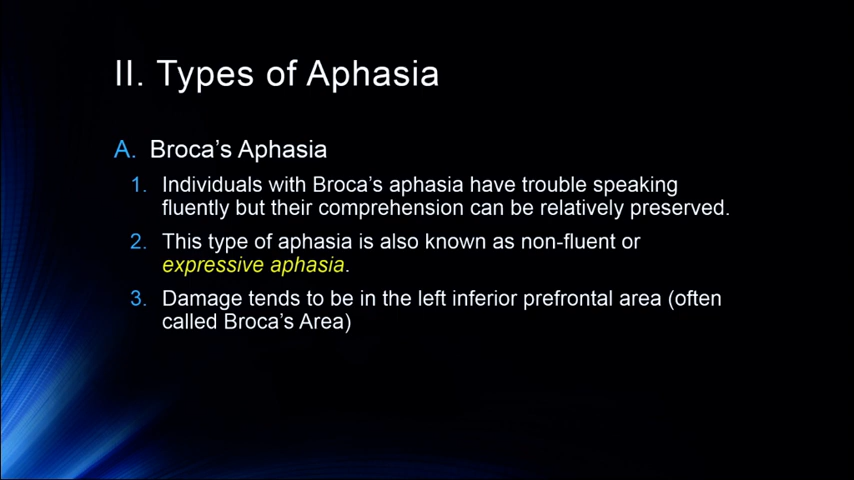 II. Types of Aphasia
A. Broca’s Aphasia
1. Individuals with Broca’s aphasia have trouble speaking
fluently but their comprehension can be relatively preserved.
2. This type of aphasia is also known as non-fluent or
expressive aphasia.
3. Damage tends to be in the left inferior prefrontal area (often
called Broca’s Area)